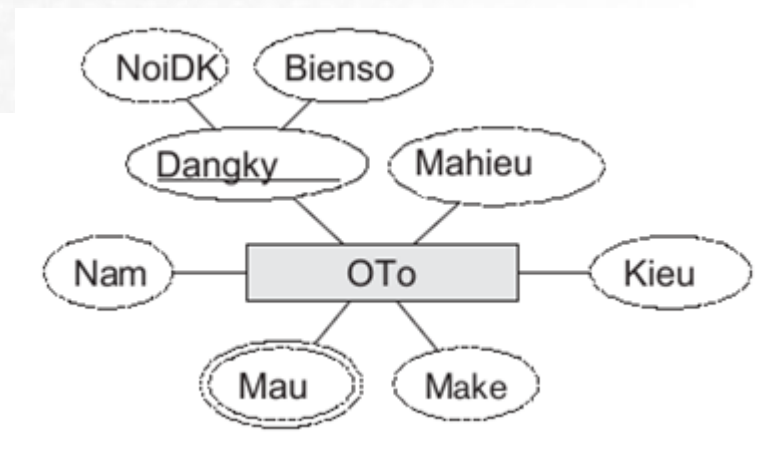 NoiDK
Bienso
Dangky
Mahieu
Nam
OTo
Kieu
Mau
Make